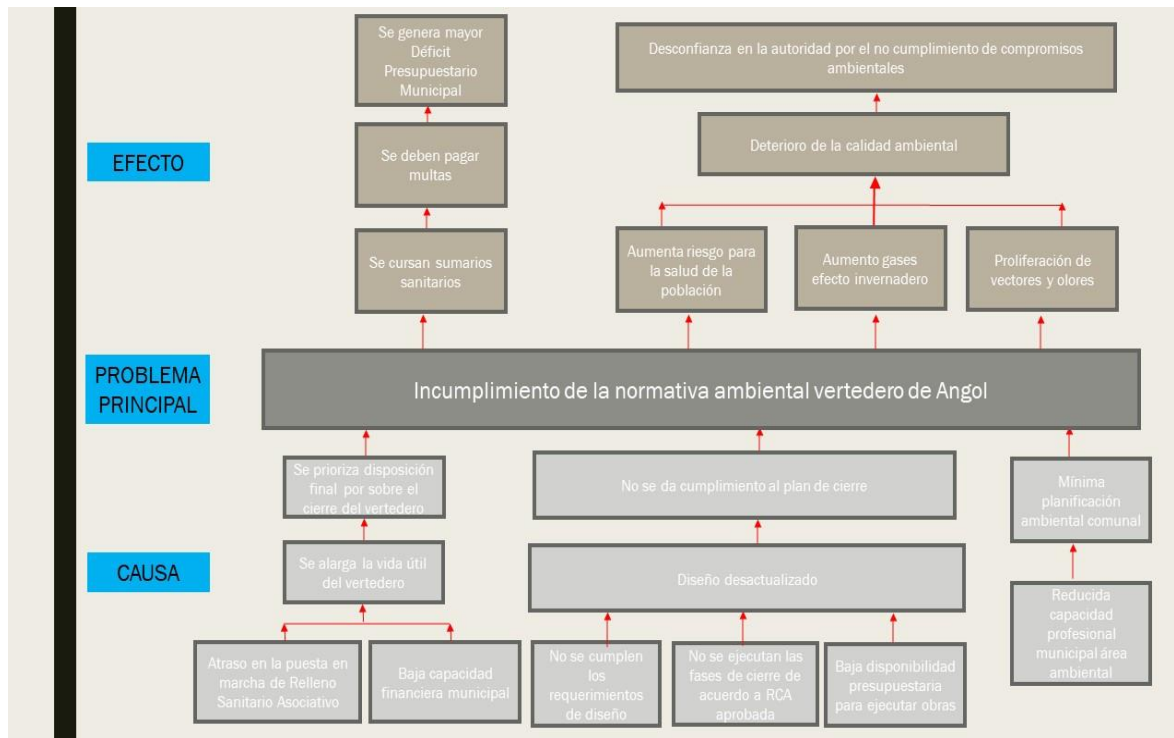 Se genera mayor
Déficit
Presupuestario
Municipal
Desconfianza en la autoridad por el no cumplimiento de compromisos
ambientales
EFECTO
Se deben pagar
multas
Deterioro de la calidad ambiental
Se cursan sumarios
sanitarios
Aumenta riesgo para
la salud de la
población
Aumento gases
efecto invernadero
Proliferación de
vectores y olores
PROBLEMA
PRINCIPAL
Incumplimiento de la normativa ambiental vertedero de Angol
Se prioriza disposición
final por sobre el
cierre del vertedero
No se da cumplimiento al plan de cierre
Mínima
planificación
ambiental comunal
CAUSA
Se alarga la vida útil
del vertedero
Diseño desactualizado
Reducida
capacidad
profesional
municipal área
ambiental
Atraso en la puesta en
marcha de Relleno
Sanitario Asociativo
Baja capacidad
financiera municipal
No se cumplen
los
requerimientos
de diseño
No se ejecutan las
fases de cierre de
acuerdo a RCA
aprobada
Baja disponibilidad
presupuestaria
para ejecutar obras